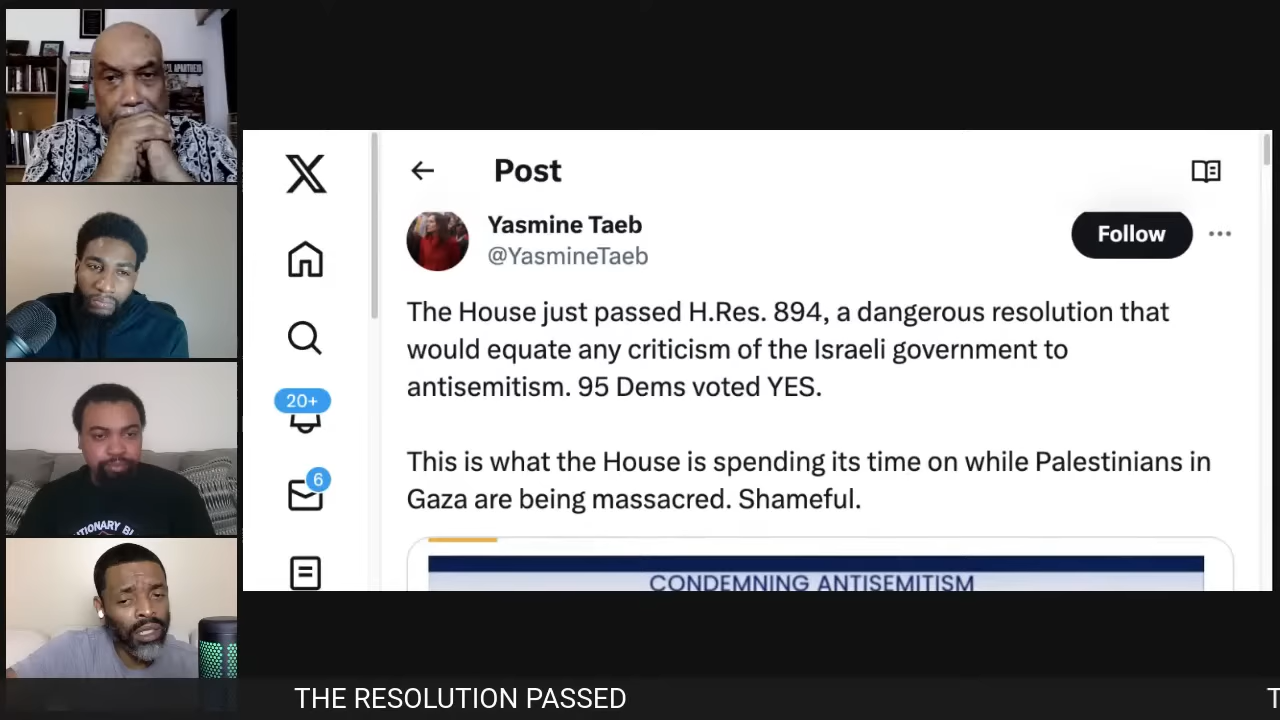 APARTHEID
Post
Yasmine Taeb
@YasmineTaeb
Follow
The House just passed H.Res. 894, a dangerous resolution that
would equate any criticism of the Israeli government to
antisemitism. 95 Dems voted YES.
This is what the House is spending its time on while Palestinians in
Gaza are being massacred. Shameful.
20+
6
CONDEMNING ANTISEMITISM
THE RESOLUTION PASSED